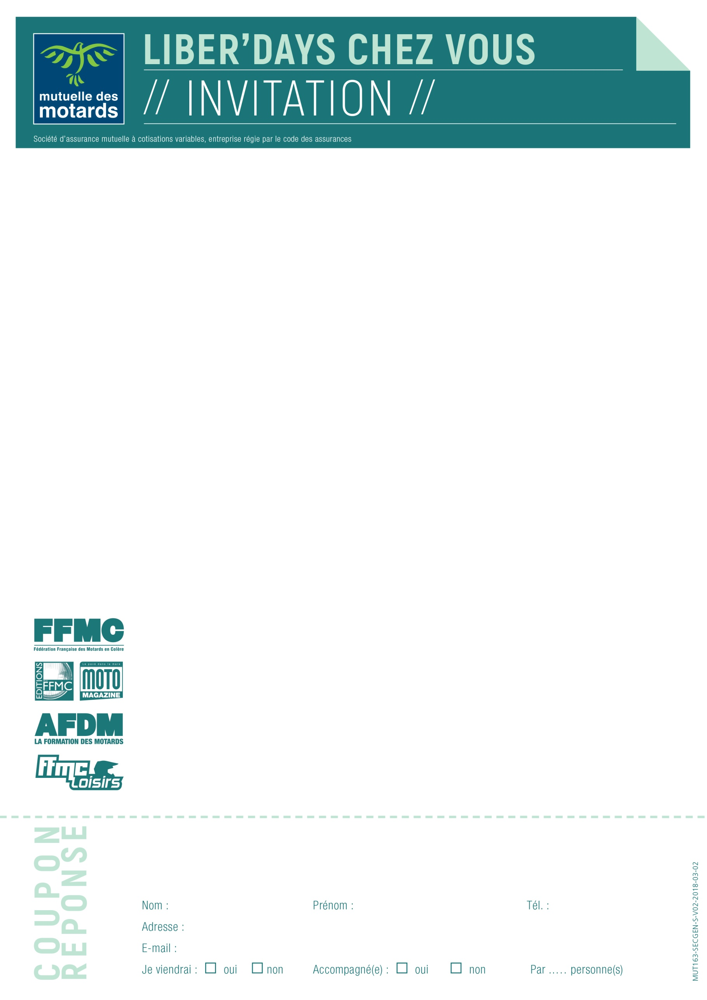 LIBER'DAYS CHEZ VOUS
// INVITATION //
mutuelle des
motards
Société d'assurance mutuelle à cotisations variables, entreprise régie par le code des assurances
FFMC
Fédération Française des Motards en Colère
EDITIONS
DE LA
FFMC
Le pavé dans la mare
MOTO
MAGAZINE
AFDM
LA FORMATION DES MOTARDS
ffmc
Loisirs
COUPON
REPONSE
Nom : Prénom : Tél. :
Adresse :
E-mail :
Je viendrai : oui non Accompagné(e) : oui non Par ..... personne(s)
MUT163-SECGEN-S-V02-2018-03-02